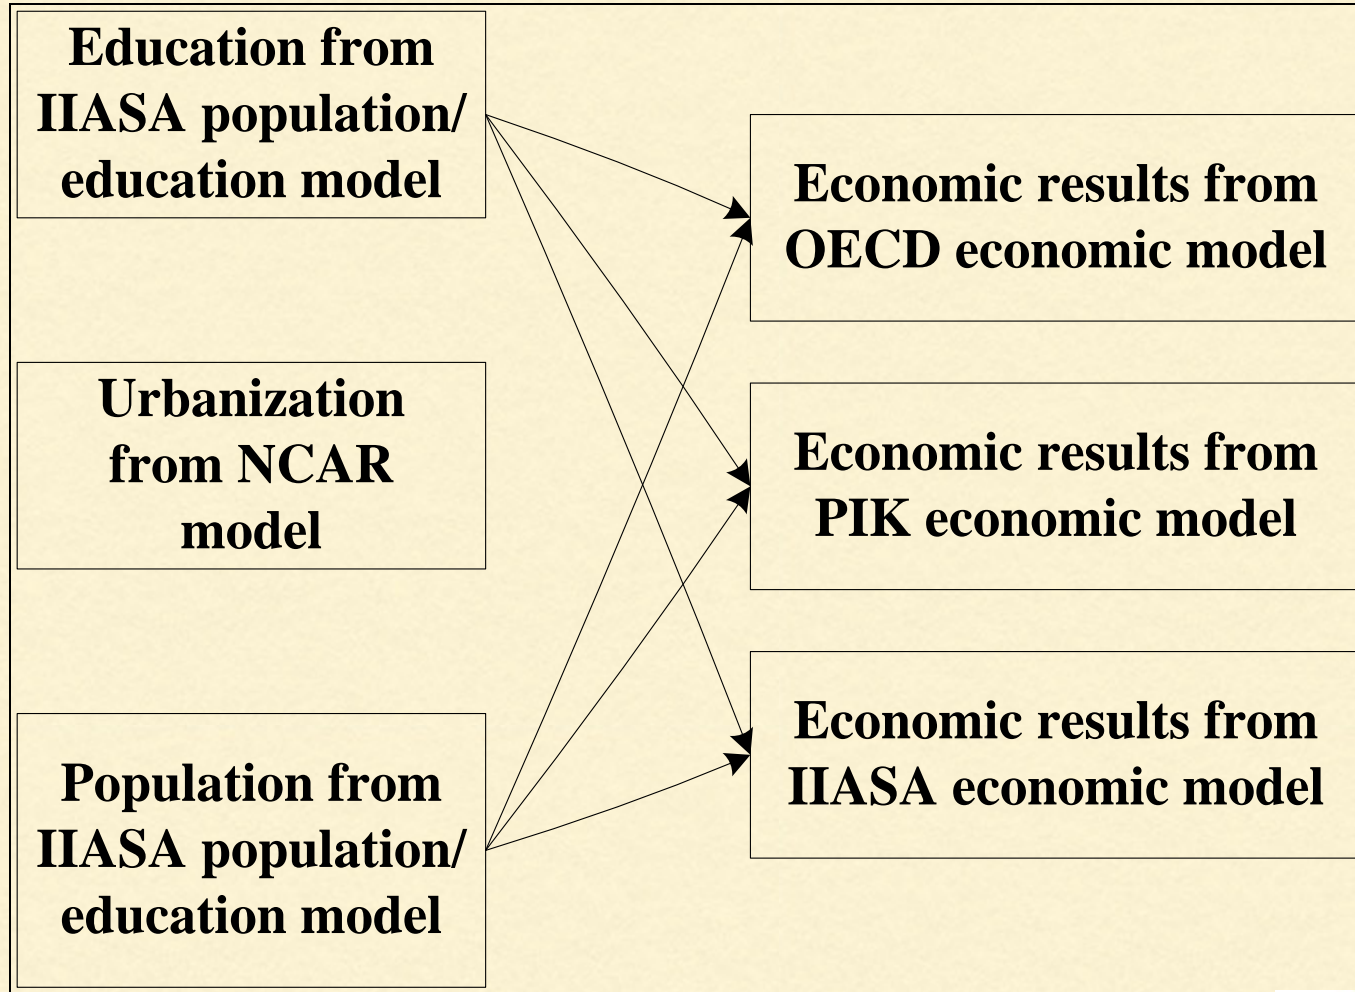 Education from
IIASA population/
education model
Urbanization
from NCAR
model
Population from
IIASA population/
education model
Economic results from
OECD economic model
Economic results from
PIK economic model
Economic results from
IIASA economic model